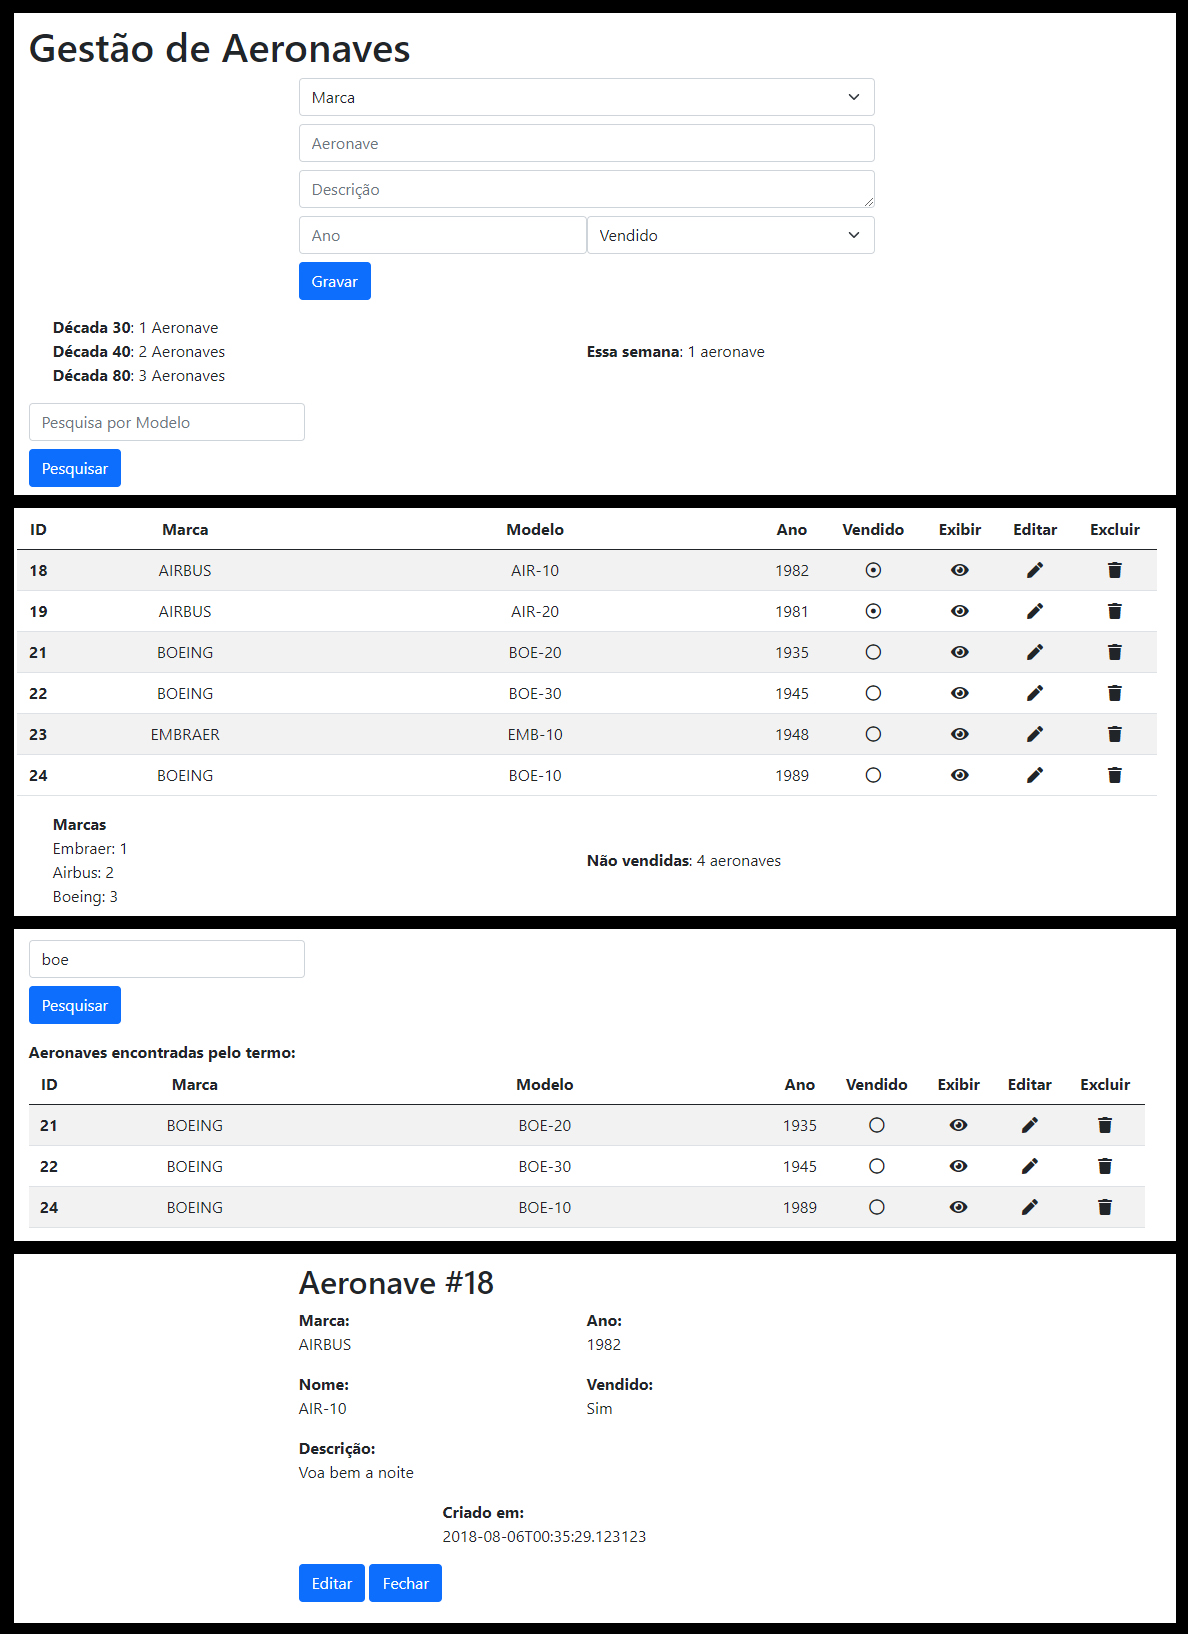 Gestão de Aeronaves
Marca
Aeronave
Descrição
Ano Vendido
Gravar
Década 30: 1 Aeronave
Década 40: 2 Aeronaves
Década 80: 3 Aeronaves
Essa semana: 1 aeronave
Pesquisa por Modelo
Pesquisar
ID Marca Modelo Ano Vendido Exibir Editar Excluir
18 AIRBUS AIR-10 1982
19 AIRBUS AIR-20 1981
21 BOEING BOE-20 1935
22 BOEING BOE-30 1945
23 EMBRAER EMB-10 1948
24 BOEING BOE-10 1989
Marcas
Embraer: 1
Airbus: 2
Boeing: 3
Não vendidas: 4 aeronaves
boe
Pesquisar
Aeronaves encontradas pelo termo:
ID Marca Modelo Ano Vendido Exibir Editar Excluir
21 BOEING BOE-20 1935
22 BOEING BOE-30 1945
24 BOEING BOE-10 1989
Aeronave #18
Marca: Ano:
AIRBUS 1982
Nome: Vendido:
AIR-10 Sim
Descrição:
Voa bem a noite
Criado em:
2018-08-06T00:35:29.123123
Editar Fechar